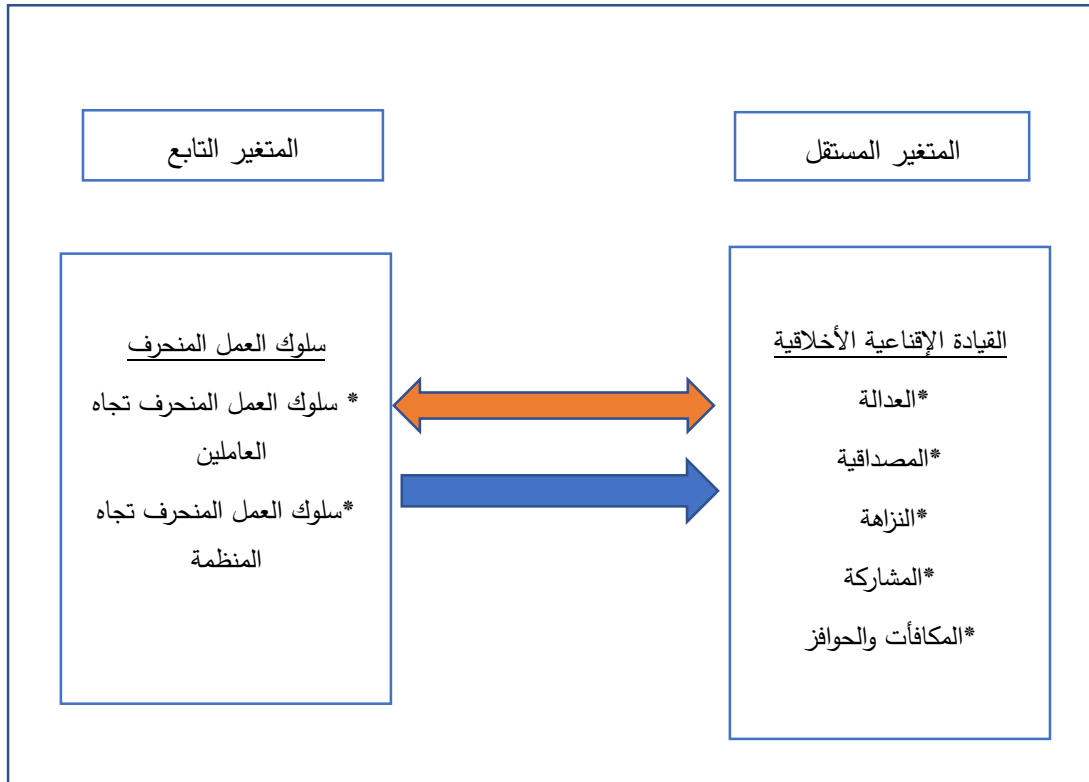 المتغير المستقل
المتغير التابع
القيادة الإقناعية الأخلاقية
*العدالة
*المصداقية
*النزاهة
*المشاركة
*المكافأت والحوافز
سلوك العمل المنحرف
* سلوك العمل المنحرف تجاه
العاملين
*سلوك العمل المنحرف تجاه
المنظمة